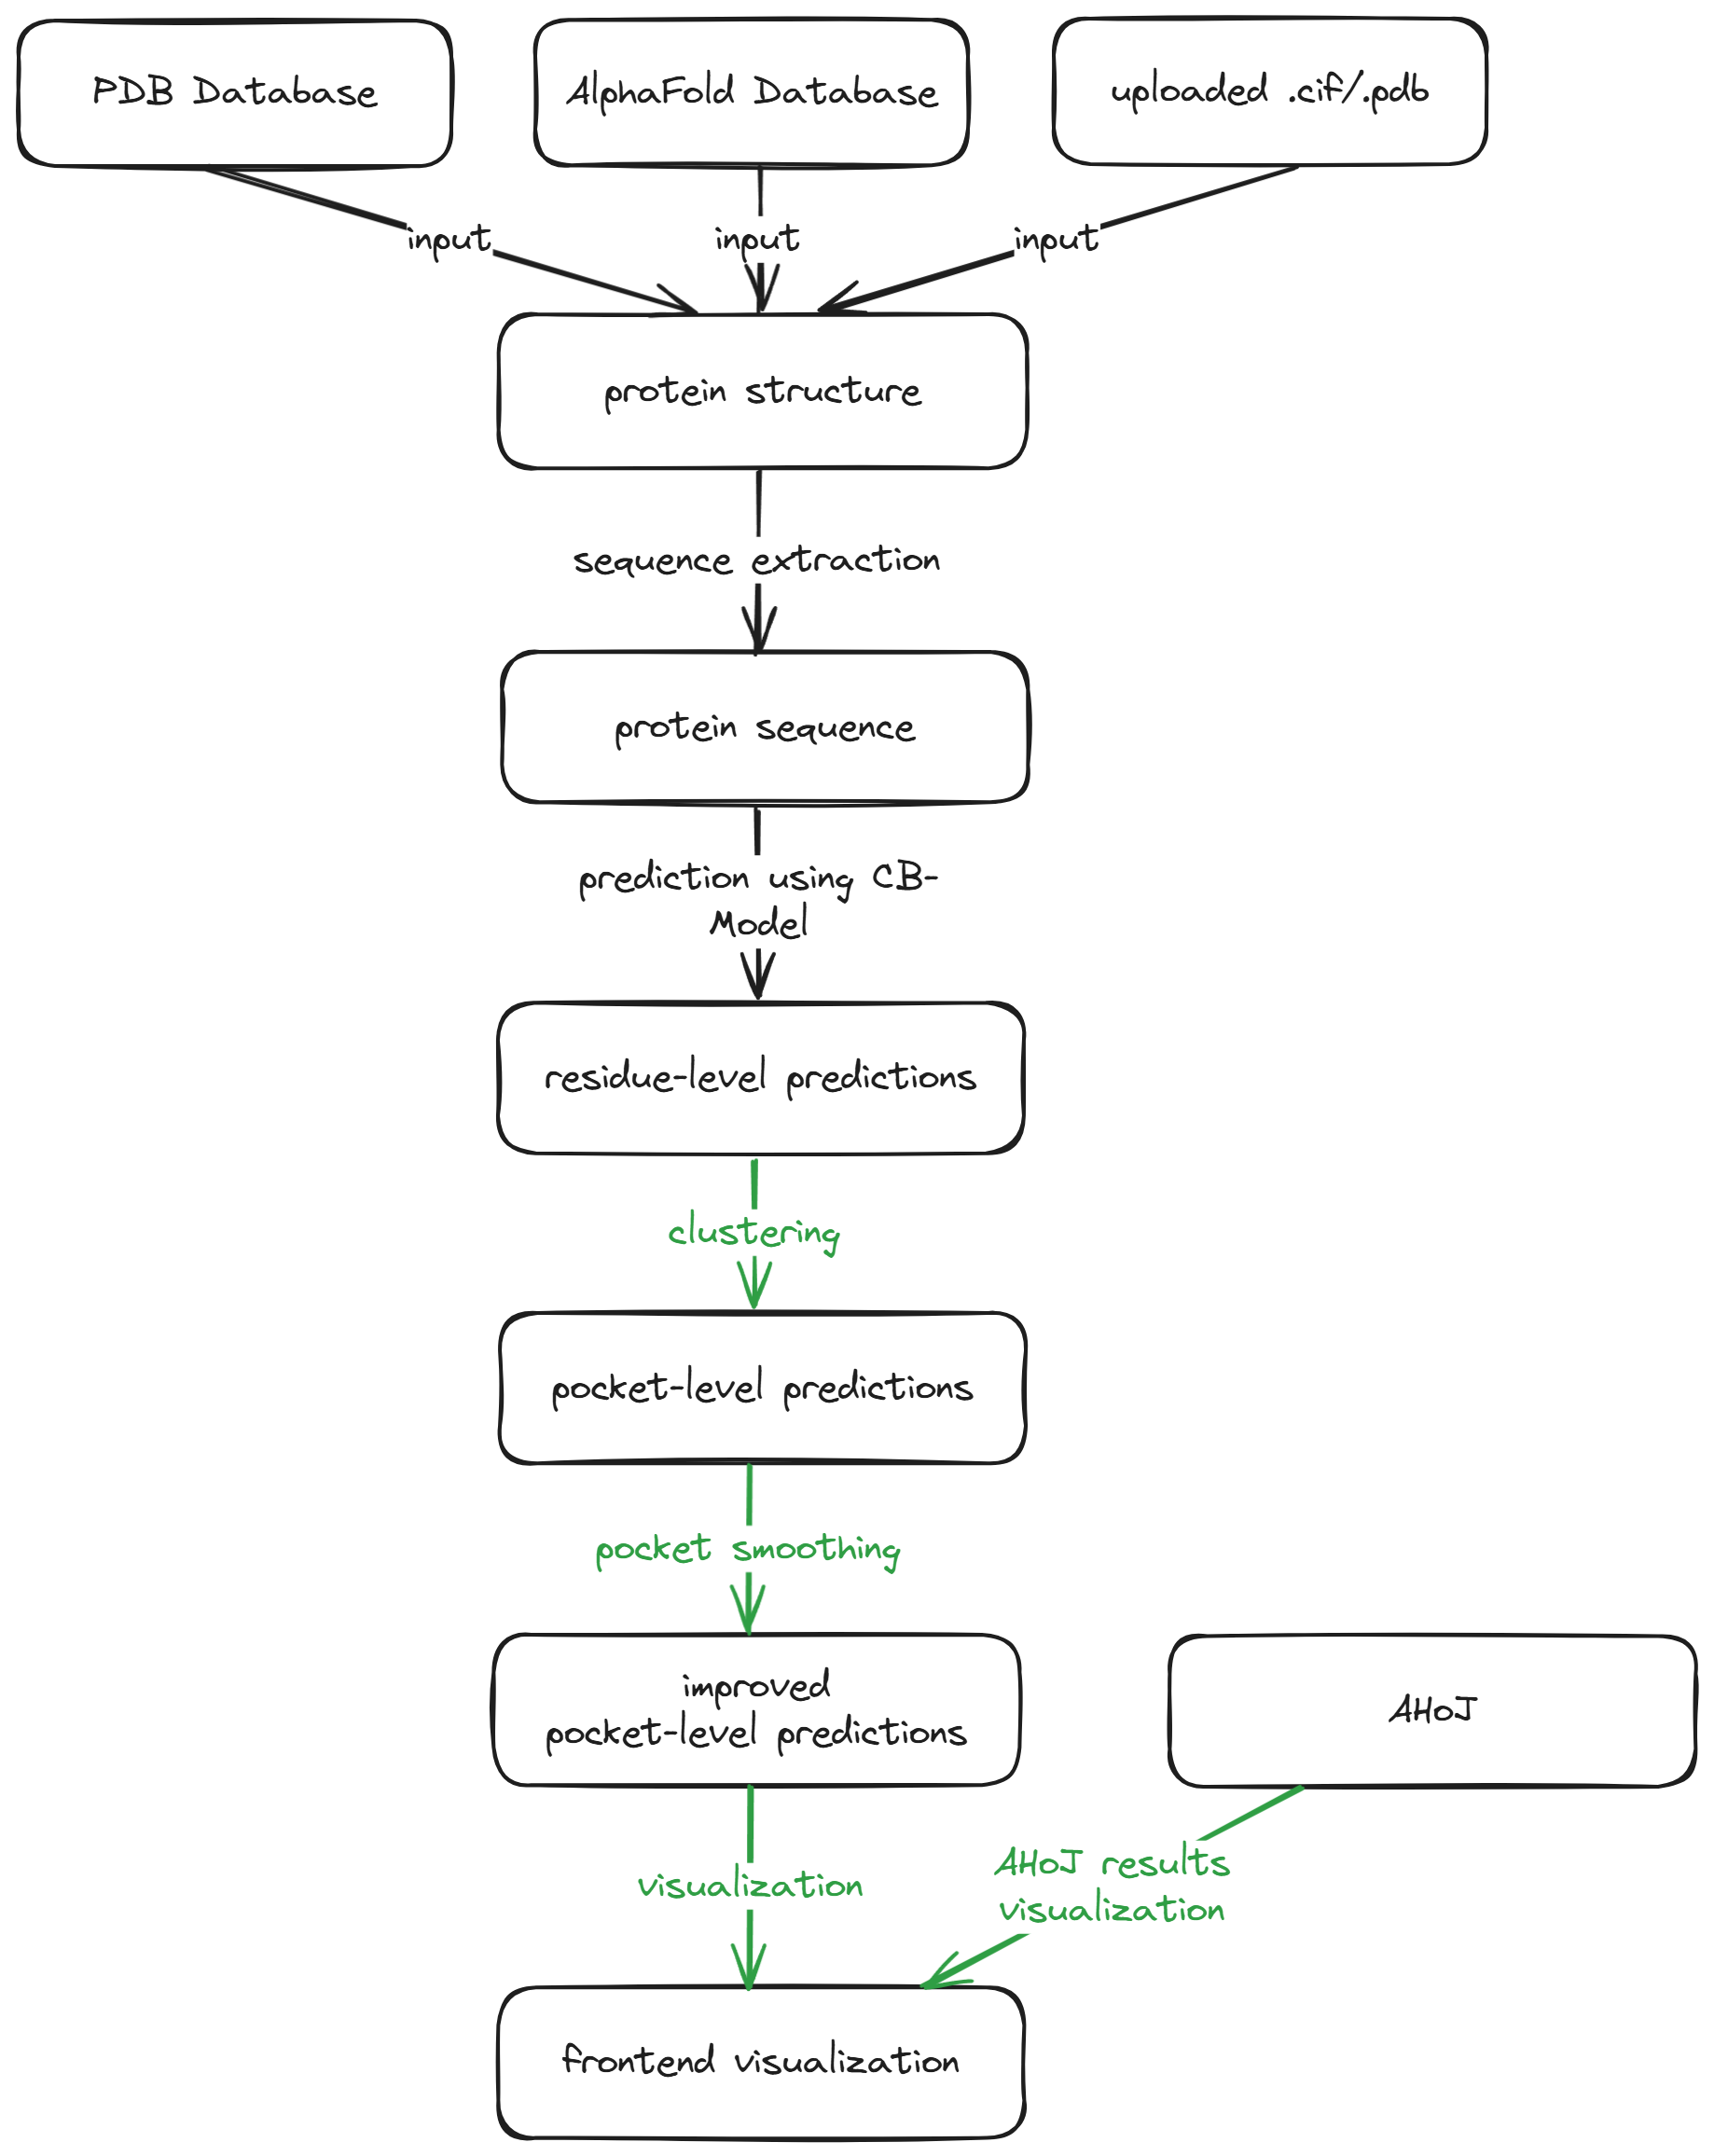 PDB Database
AlphaFold Database
uploaded .cif/.pdb
input
input
input
protein structure
sequence extraction
protein sequence
prediction using CB-
Model
residue-level predictions
clustering
pocket-level predictions
pocket smoothing
improved
pocket-level predictions
AHoJ
visualization
AHoJ results
visualization
frontend visualization